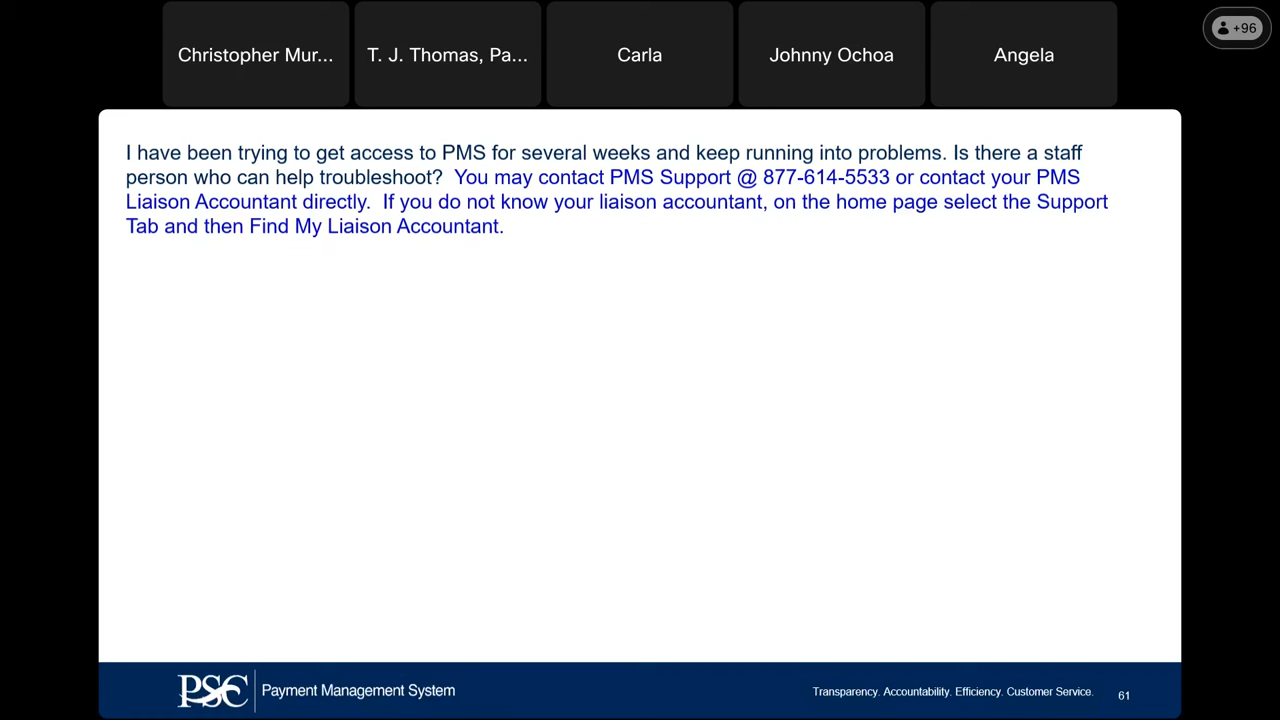 Christopher Mur...
T. J. Thomas, Pa...
Carla
Johnny Ochoa
Angela
+96
I have been trying to get access to PMS for several weeks and keep running into problems. Is there a staff
person who can help troubleshoot? You may contact PMS Support @ 877-614-5533 or contact your PMS
Liaison Accountant directly. If you do not know your liaison accountant, on the home page select the Support
Tab and then Find My Liaison Accountant.
PSC Payment Management System
Transparency. Accountability. Efficiency. Customer Service.
61